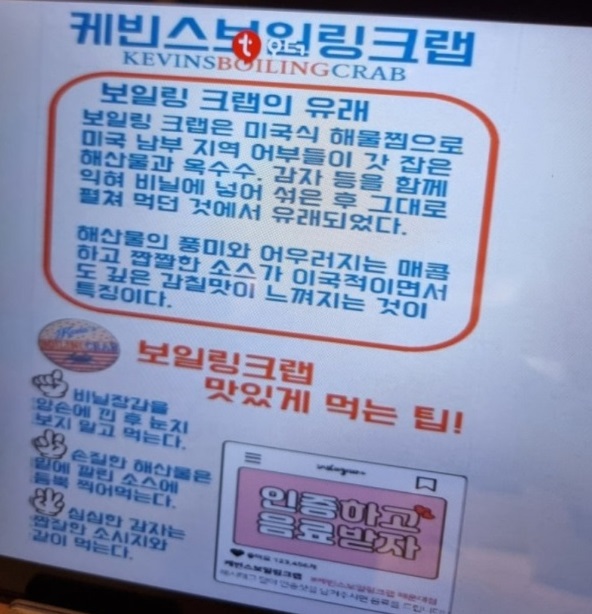 케빈스보일링크랩
KEVINSBOILINGCRAB
보일링 크랩의 유래
보일링 크랩은 미국식 해물찜으로
미국 남부 지역 어부들이 갓 잡은
해산물과 옥수수, 감자 등을 함께
익혀 비닐에 넣어 섞은 후 그대로
펼쳐 먹던 것에서 유래되었다.
해산물의 풍미와 어우러지는 매콤
하고 짭짤한 소스가 이국적이면서
도 깊은 감칠맛이 느껴지는 것이
특징이다.
보일링크랩
맛있게 먹는 팁!
비닐장갑을
양손에 낀 후 눈치
보지 말고 먹는다.
손질한 해산물은
밑에 깔린 소스에
듬뿍 찍어먹는다.
심심한 감자는
짭잘한 소시지와
같이 먹는다.
인증하고
음료받자
좋아요 123,456개
케빈스보일링크랩